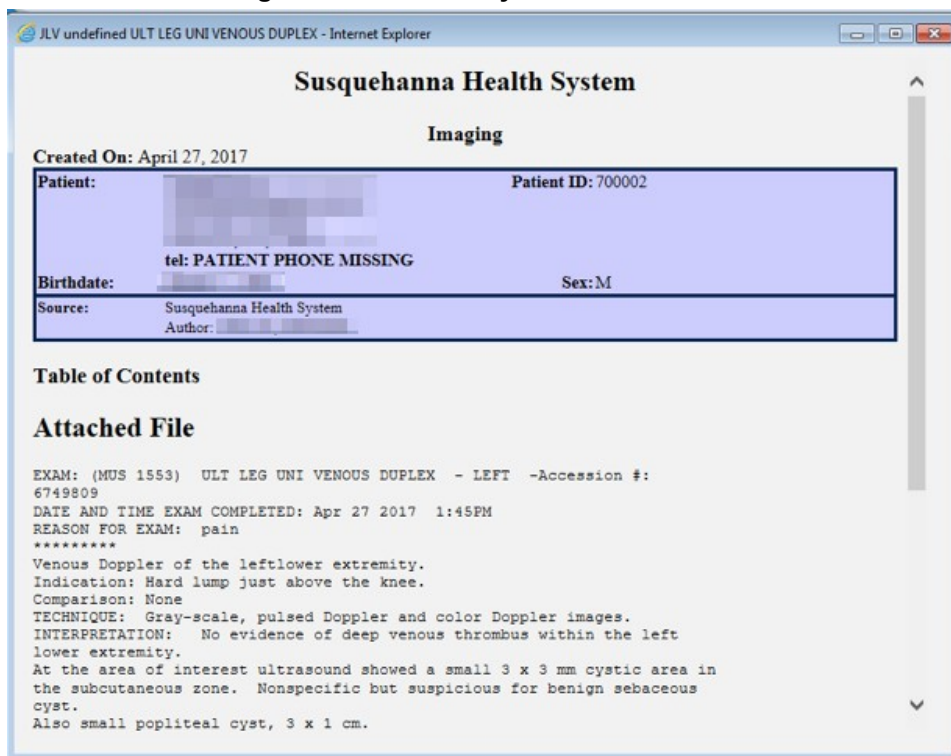 JLV undefined ULT LEG UNI VENOUS DUPLEX - Internet Explorer
Susquehanna Health System
Imaging
Created On: April 27, 2017
Patient: Patient ID: 700002
tel: PATIENT PHONE MISSING
Birthdate: Sex: M
Source: Susquehanna Health System
Author:
Table of Contents
Attached File
EXAM: (MUS 1553)  ULT LEG UNI VENOUS DUPLEX  - LEFT  -Accession #:
6749809
DATE AND TIME EXAM COMPLETED: Apr 27 2017  1:45PM
REASON FOR EXAM:  pain
*********
Venous Doppler of the leftlower extremity.
Indication: Hard lump just above the knee.
Comparison: None
TECHNIQUE:  Gray-scale, pulsed Doppler and color Doppler images.
INTERPRETATION:   No evidence of deep venous thrombus within the left
lower extremity.
At the area of interest ultrasound showed a small 3 x 3 mm cystic area in
the subcutaneous zone.  Nonspecific but suspicious for benign sebaceous
cyst.
Also small popliteal cyst, 3 x 1 cm.